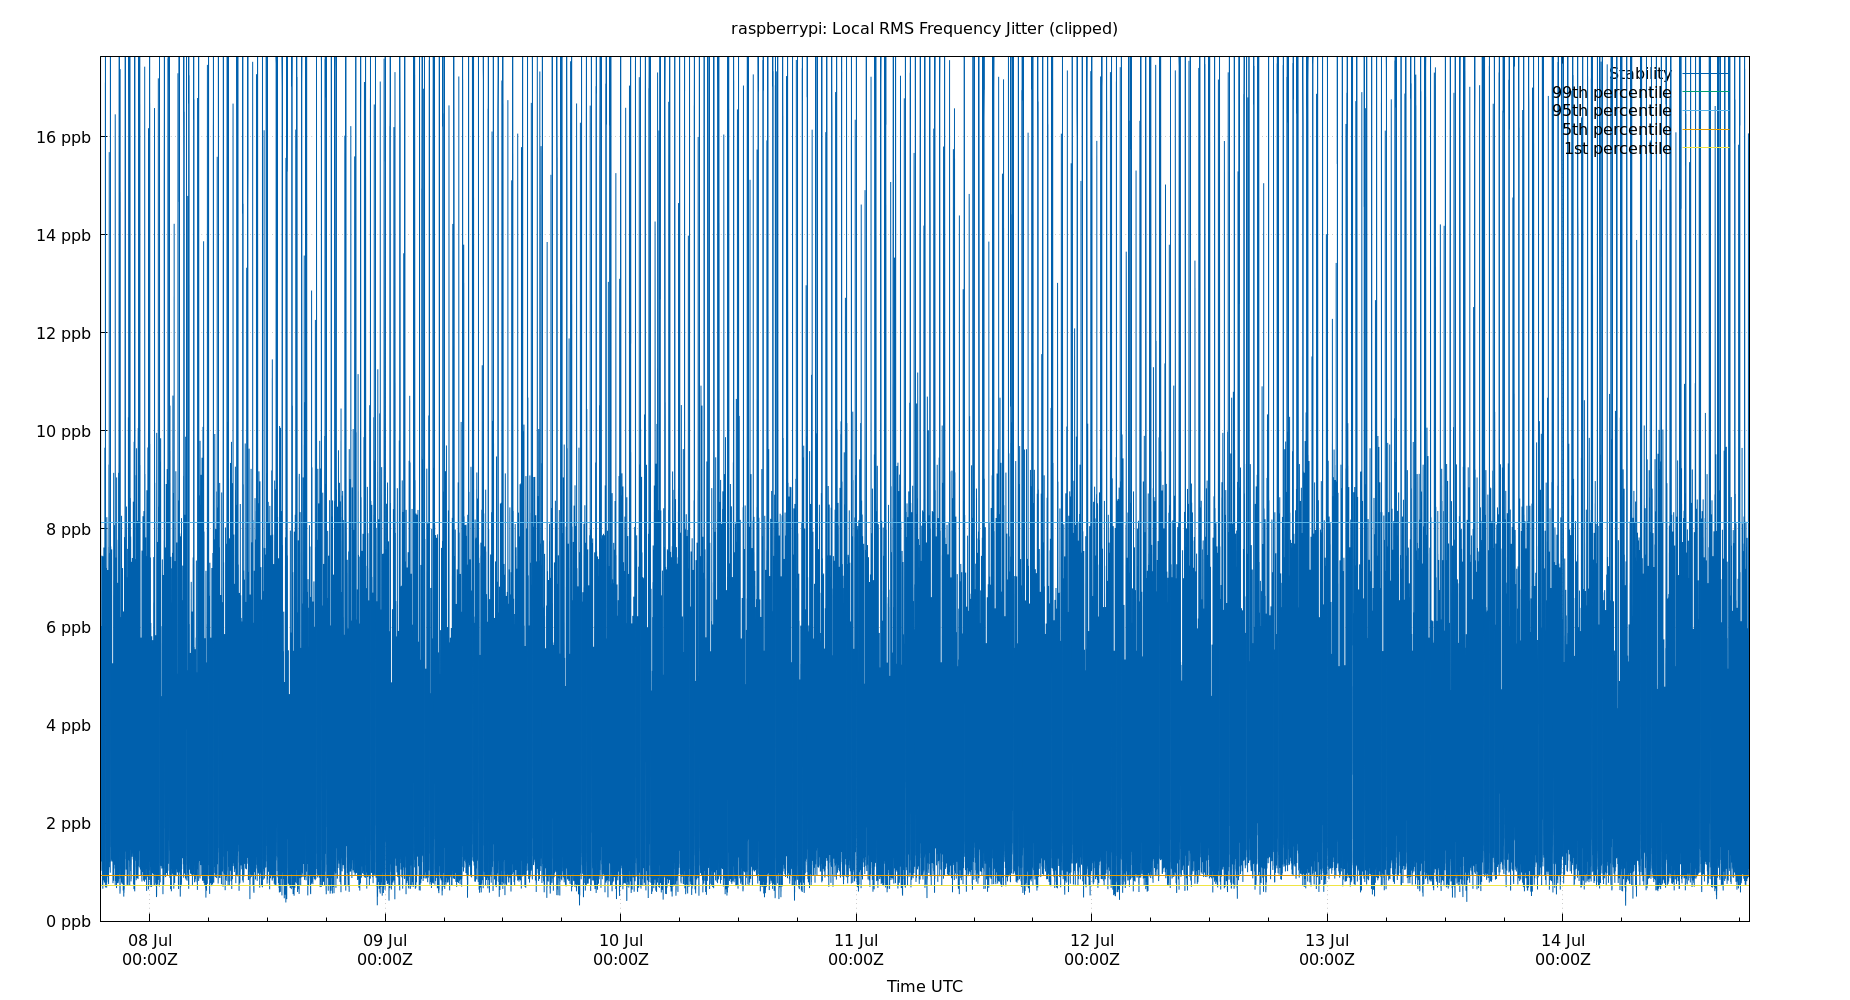 raspberrypi: Local RMS Frequency Jitter (clipped)
Stability
99th percentile
95th percentile
5th percentile
1st percentile
16 ppb
14 ppb
12 ppb
10 ppb
8 ppb
6 ppb
4 ppb
2 ppb
0 ppb
08 Jul 09 Jul 10 Jul 11 Jul 12 Jul 13 Jul 14 Jul
00:00Z 00:00Z 00:00Z 00:00Z 00:00Z 00:00Z 00:00Z
Time UTC